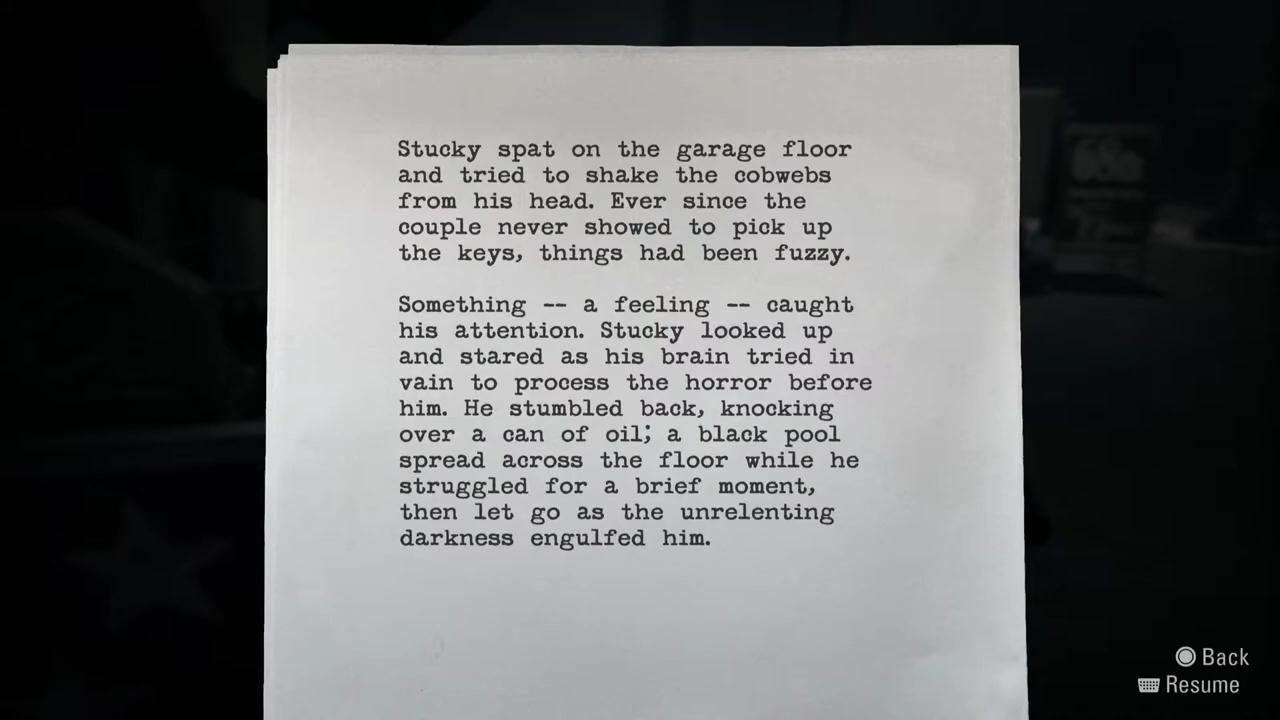 Stucky spat on the garage floor
and tried to shake the cobwebs
from his head. Ever since the
couple never showed to pick up
the keys, things had been fuzzy.
Something -- a feeling -- caught
his attention. Stucky looked up
and stared as his brain tried in
vain to process the horror before
him. He stumbled back, knocking
over a can of oil; a black pool
spread across the floor while he
struggled for a brief moment,
then let go as the unrelenting
darkness engulfed him.
Back
Resume